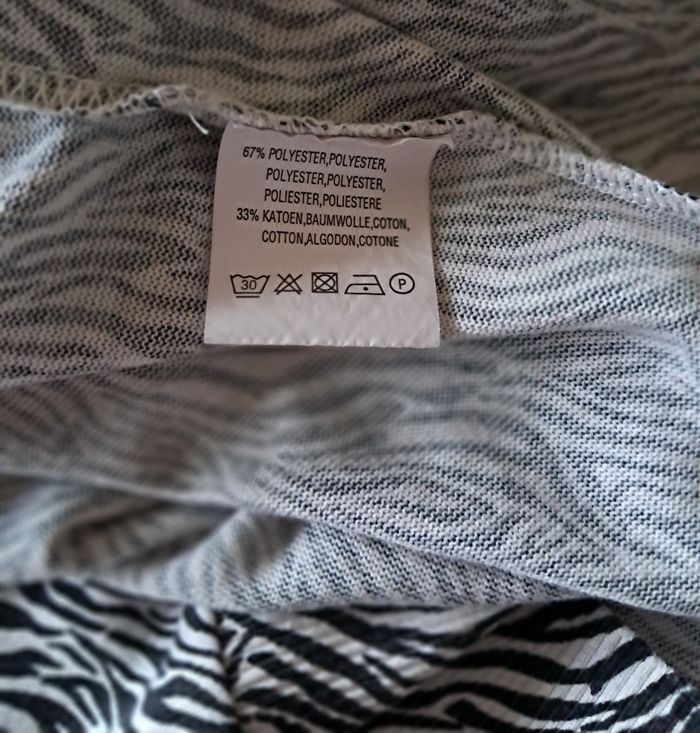 67% POLYESTER,POLYESTER,
POLYESTER,POLYESTER,
POLIESTER,POLIESTERE
33% KATOEN,BAUMWOLLE,COTON,
COTTON,ALGODON,COTONE
30 P